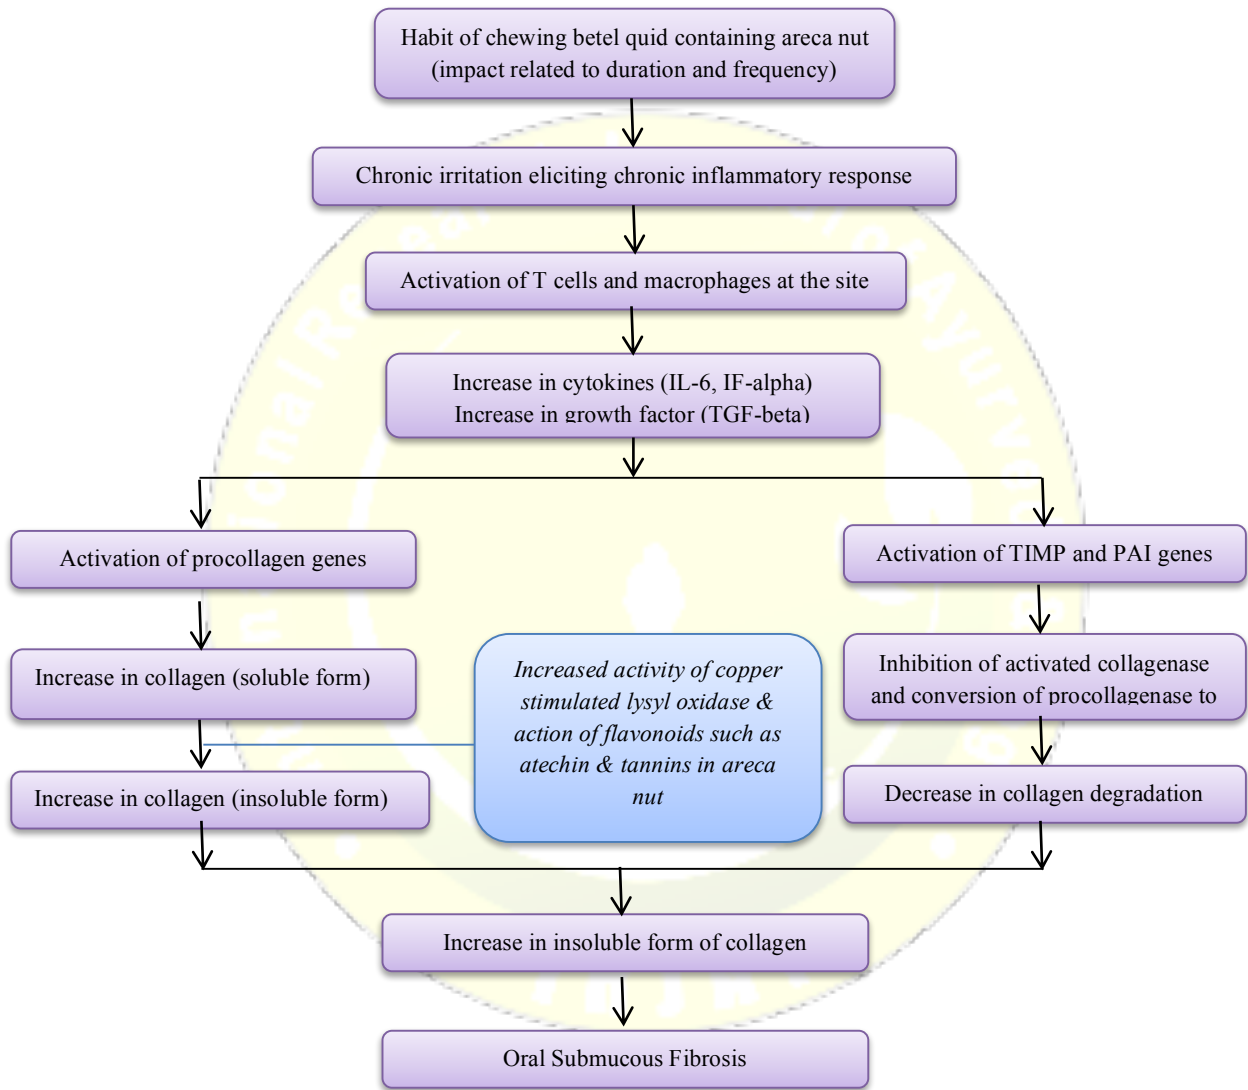 Habit of chewing betel quid containing areca nut
(impact related to duration and frequency)
Chronic irritation eliciting chronic inflammatory response
Activation of T cells and macrophages at the site
Increase in cytokines (IL-6, IF-alpha)
Increase in growth factor (TGF-beta)
Activation of procollagen genes
Activation of TIMP and PAI genes
Increase in collagen (soluble form)
Increased activity of copper
stimulated lysyl oxidase &
action of flavonoids such as
atechin & tannins in areca
nut
Inhibition of activated collagenase
and conversion of procollagenase to
Increase in collagen (insoluble form)
Decrease in collagen degradation
Increase in insoluble form of collagen
Oral Submucous Fibrosis